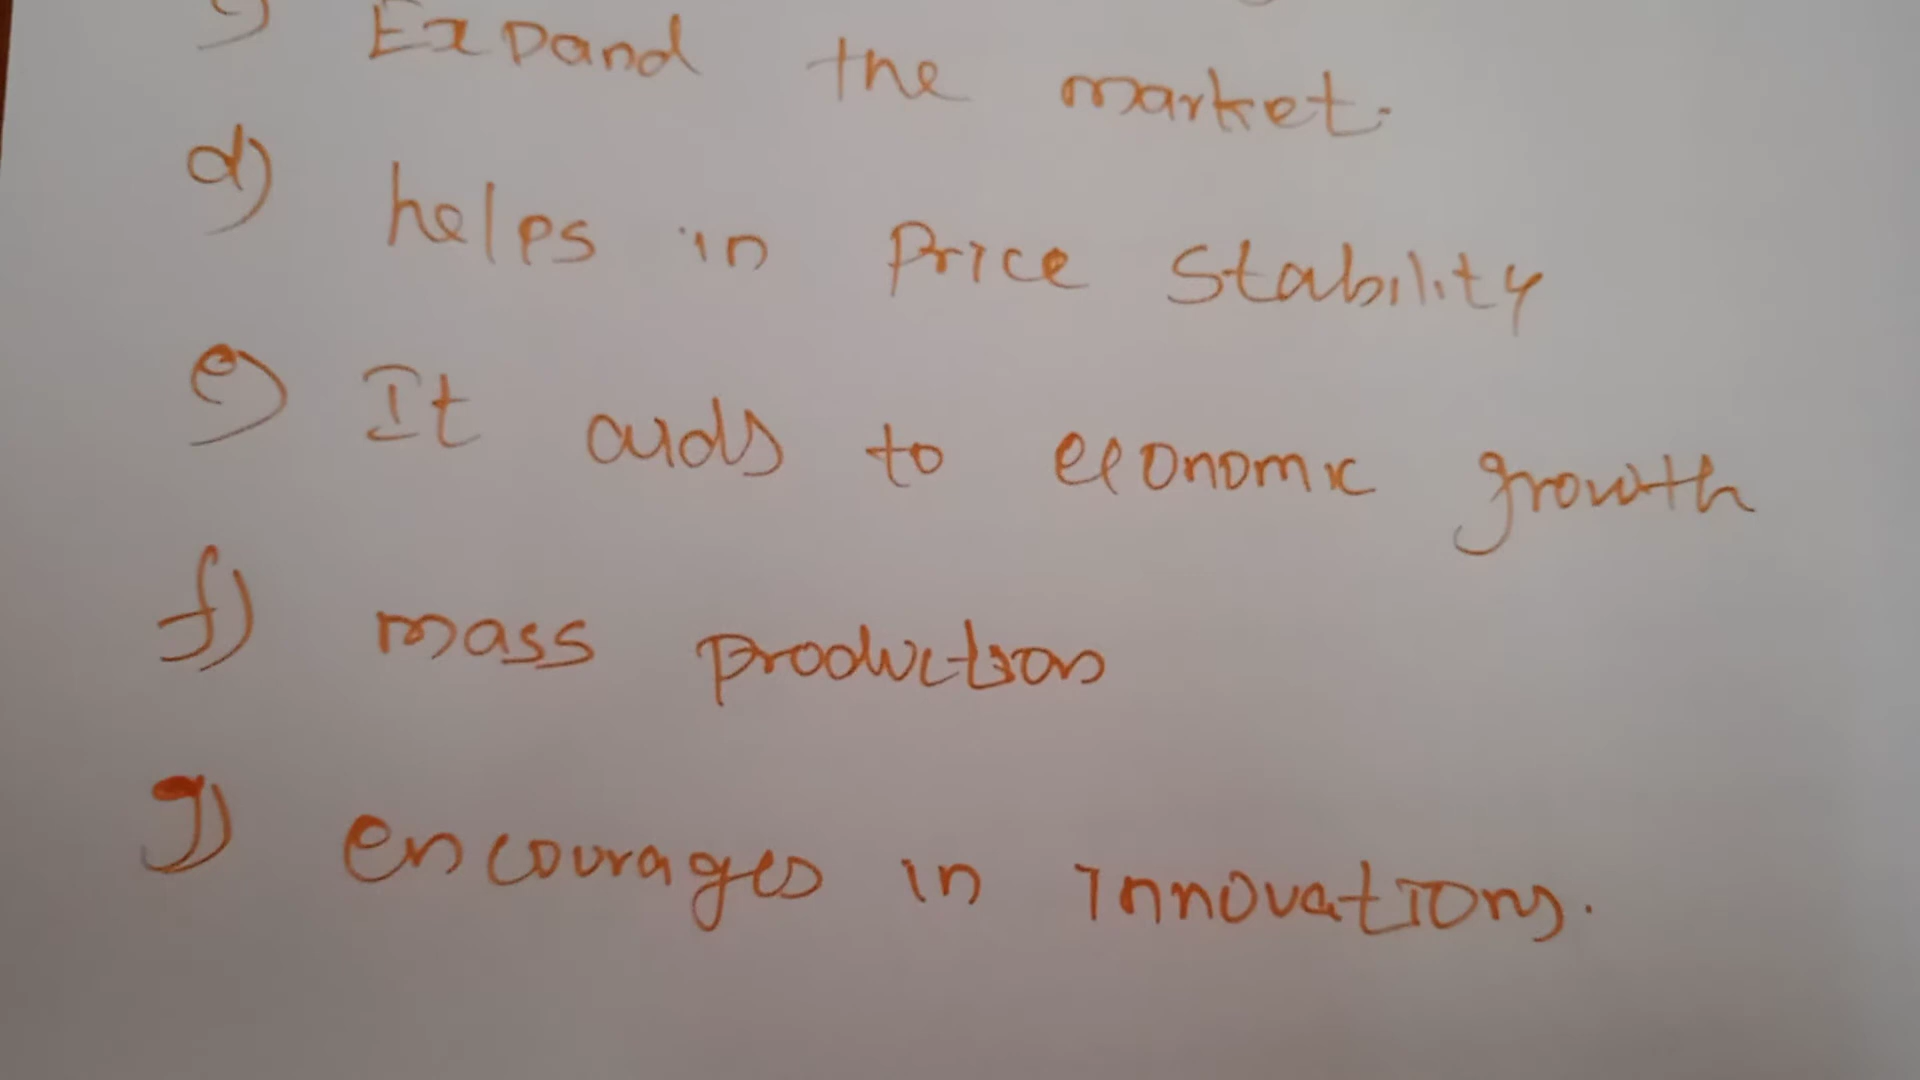 ) Expand the market.
d) helps in Price Stability
e) It aids to economic growth
f) mass production
g) encourages in innovations.